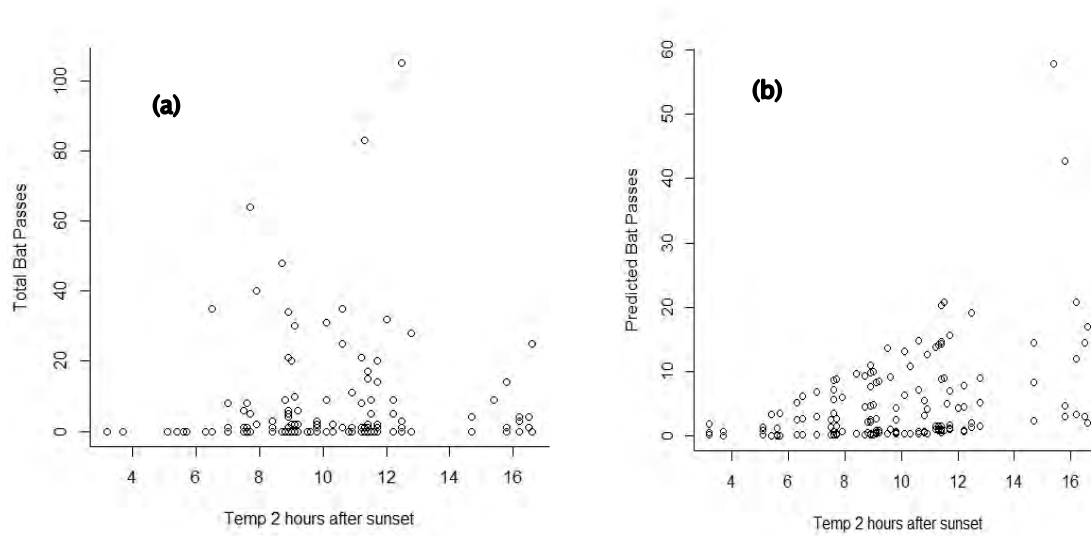 (a)
Total Bat Passes
100
80
60
40
20
0
4 6 8 10 12 14 16
Temp 2 hours after sunset
(b)
Predicted Bat Passes
60
50
40
30
20
10
0
4 6 8 10 12 14 16
Temp 2 hours after sunset